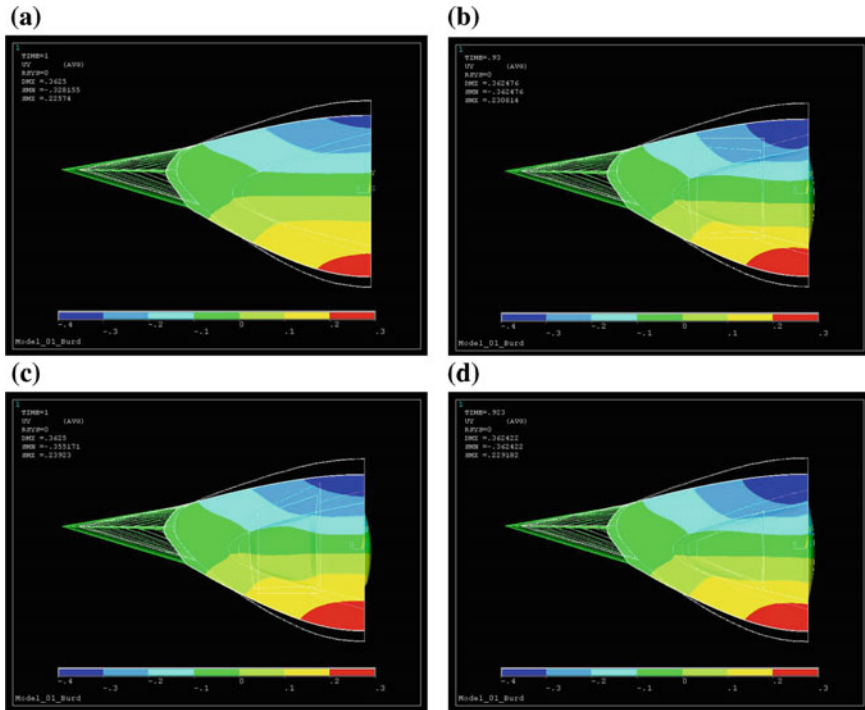 (a)
1
TIME=1
UY (AVG)
RSYS=0
DMX =.3625
SMN =-.328155
SMX =.22574
-.4 -.3 -.2 -.1 0 .1 .2 .3
Model_01_Burd
(b)
1
TIME=.93
UY (AVG)
RSYS=0
DMX =.362476
SMN =-.362476
SMX =.230814
-.4 -.3 -.2 -.1 0 .1 .2 .3
Model_01_Burd
(c)
1
TIME=1
UY (AVG)
RSYS=0
DMX =.3625
SMN =-.355171
SMX =.23923
-.4 -.3 -.2 -.1 0 .1 .2 .3
Model_01_Burd
(d)
1
TIME=.923
UY (AVG)
RSYS=0
DMX =.362422
SMN =-.362422
SMX =.229182
-.4 -.3 -.2 -.1 0 .1 .2 .3
Model_01_Burd